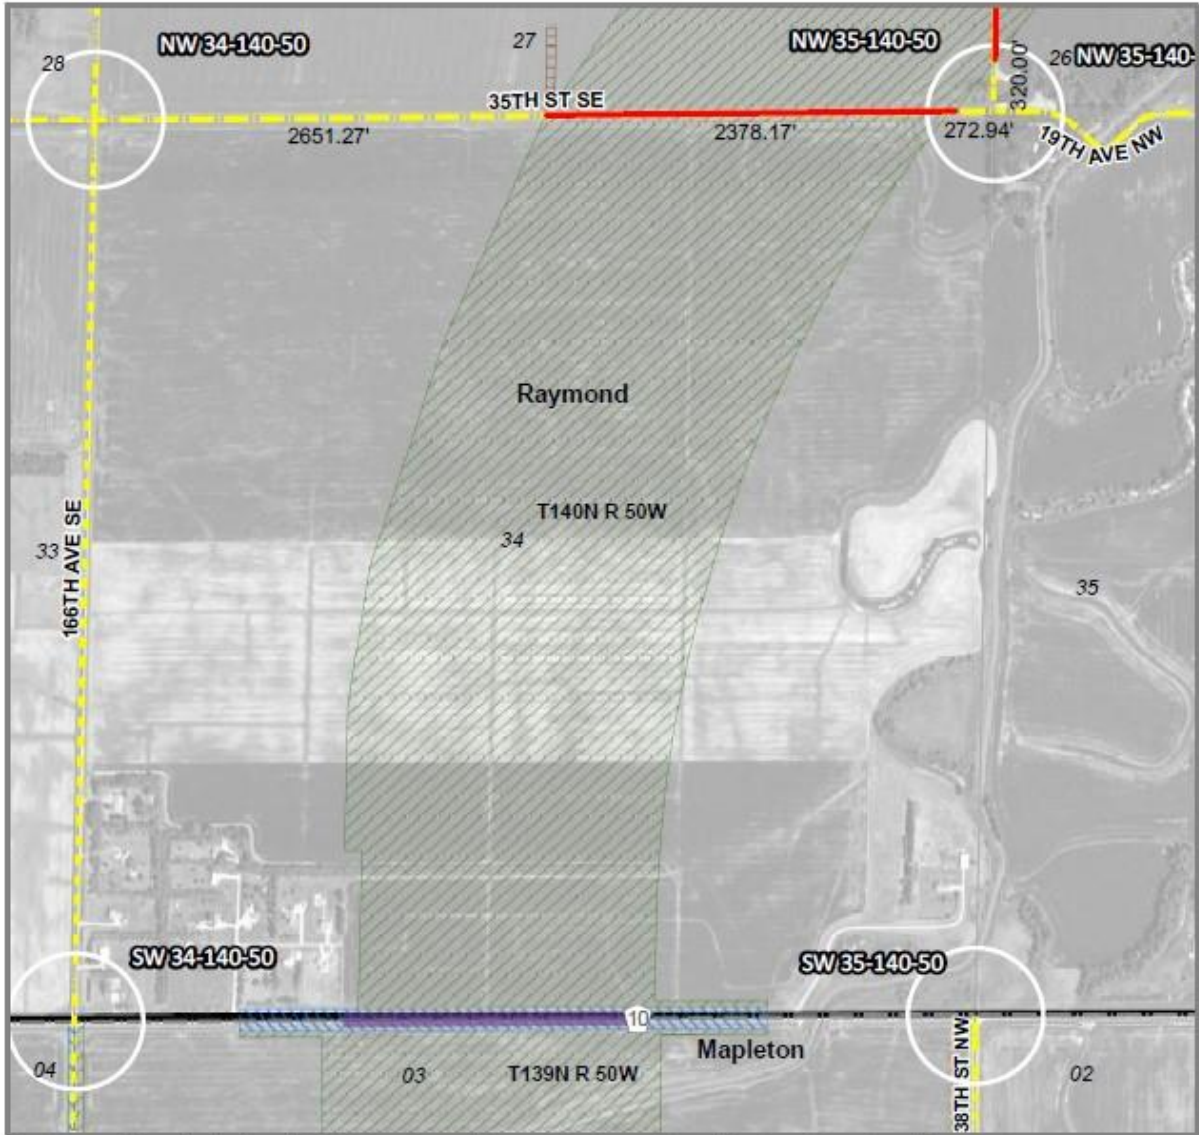 NW 34-140-50
27
NW 35-140-50
28
26
NW 35-140-
320.00'
35TH ST SE
2651.27'
2378.17'
272.94'
19TH AVE NW
Raymond
T140N R 50W
34
33
166TH AVE SE
35
SW 34-140-50
SW 35-140-50
10
Mapleton
04
03
T139N R 50W
38TH ST NW
02